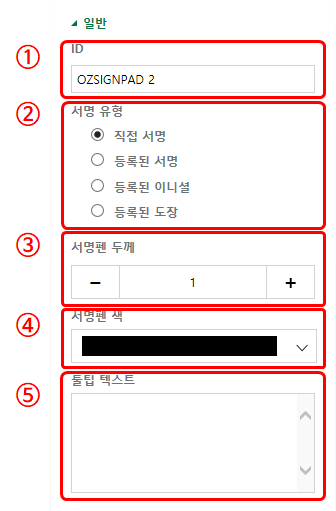 일반
① ID
OZSIGNPAD 2
② 서명 유형
직접 서명
등록된 서명
등록된 이니셜
등록된 도장
③ 서명펜 두께
− 1 +
④ 서명펜 색
⑤ 툴팁 텍스트